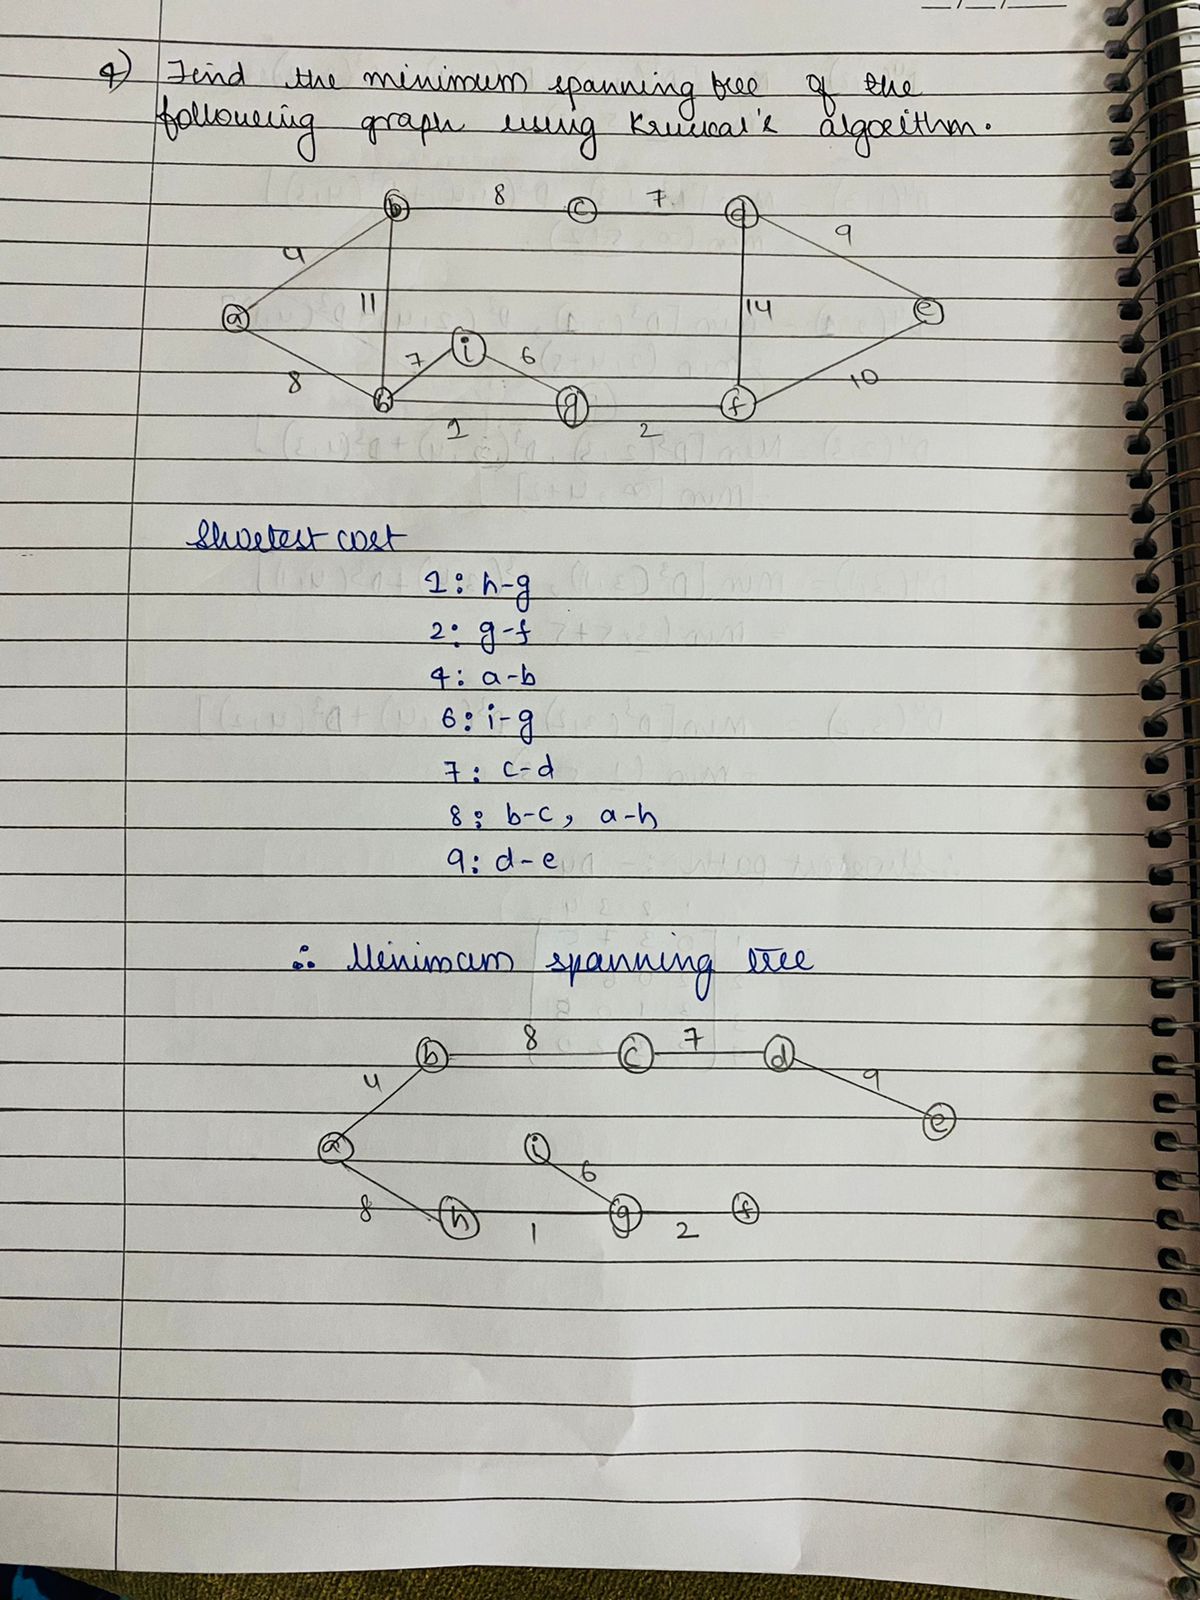 4) Find the minimum spanning tree of the
following graph using Kruscal's algorithm.
b 8 c 7 d
9
4
a 11 14 e
7 i 6
8 10
h g f
1 2
Shortest cost
1: h-g
2: g-f
4: a-b
6: i-g
7: c-d
8: b-c, a-h
9: d-e
∴ Minimum spanning tree
b 8 c 7 d
4 9
a i e
6
8 h g f
1 2